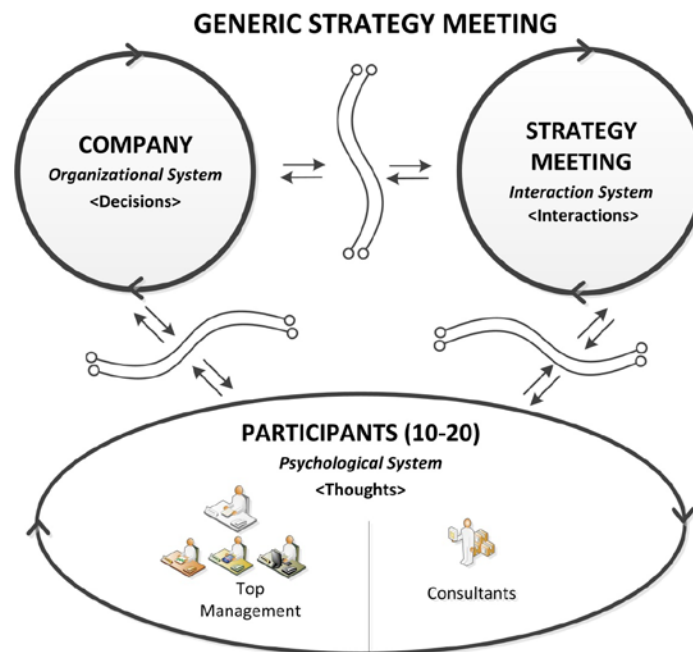 GENERIC STRATEGY MEETING
COMPANY
Organizational System
<Decisions>
STRATEGY
MEETING
Interaction System
<Interactions>
PARTICIPANTS (10-20)
Psychological System
<Thoughts>
Top
Management
Consultants